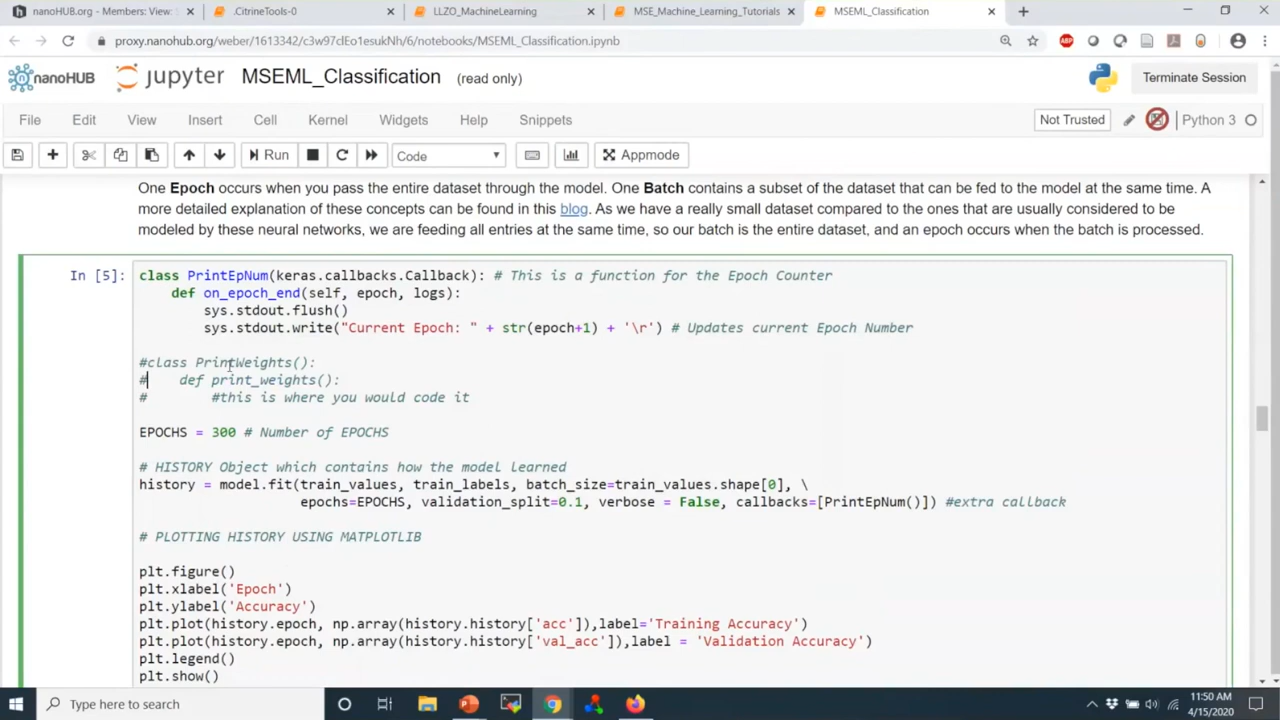 nanoHUB.org - Members: View: S
.CitrineTools-0
LLZO_MachineLearning
MSE_Machine_Learning_Tutorials
MSEML_Classification
proxy.nanohub.org/weber/1613342/c3w97clEo1esukNh/6/notebooks/MSEML_Classification.ipynb
nanoHUB jupyter MSEML_Classification (read only)
Terminate Session
File Edit View Insert Cell Kernel Widgets Help Snippets
Not Trusted
Python 3
Run
Code
Appmode
One Epoch occurs when you pass the entire dataset through the model. One Batch contains a subset of the dataset that can be fed to the model at the same time. A
more detailed explanation of these concepts can be found in this blog. As we have a really small dataset compared to the ones that are usually considered to be
modeled by these neural networks, we are feeding all entries at the same time, so our batch is the entire dataset, and an epoch occurs when the batch is processed.
In [5]: class PrintEpNum(keras.callbacks.Callback): # This is a function for the Epoch Counter
def on_epoch_end(self, epoch, logs):
sys.stdout.flush()
sys.stdout.write("Current Epoch: " + str(epoch+1) + '\r') # Updates current Epoch Number
#class PrintWeights():
#    def print_weights():
#        #this is where you would code it
EPOCHS = 300 # Number of EPOCHS
# HISTORY Object which contains how the model learned
history = model.fit(train_values, train_labels, batch_size=train_values.shape[0], \
epochs=EPOCHS, validation_split=0.1, verbose = False, callbacks=[PrintEpNum()]) #extra callback
# PLOTTING HISTORY USING MATPLOTLIB
plt.figure()
plt.xlabel('Epoch')
plt.ylabel('Accuracy')
plt.plot(history.epoch, np.array(history.history['acc']),label='Training Accuracy')
plt.plot(history.epoch, np.array(history.history['val_acc']),label = 'Validation Accuracy')
plt.legend()
plt.show()
Type here to search
11:50 AM
4/15/2020